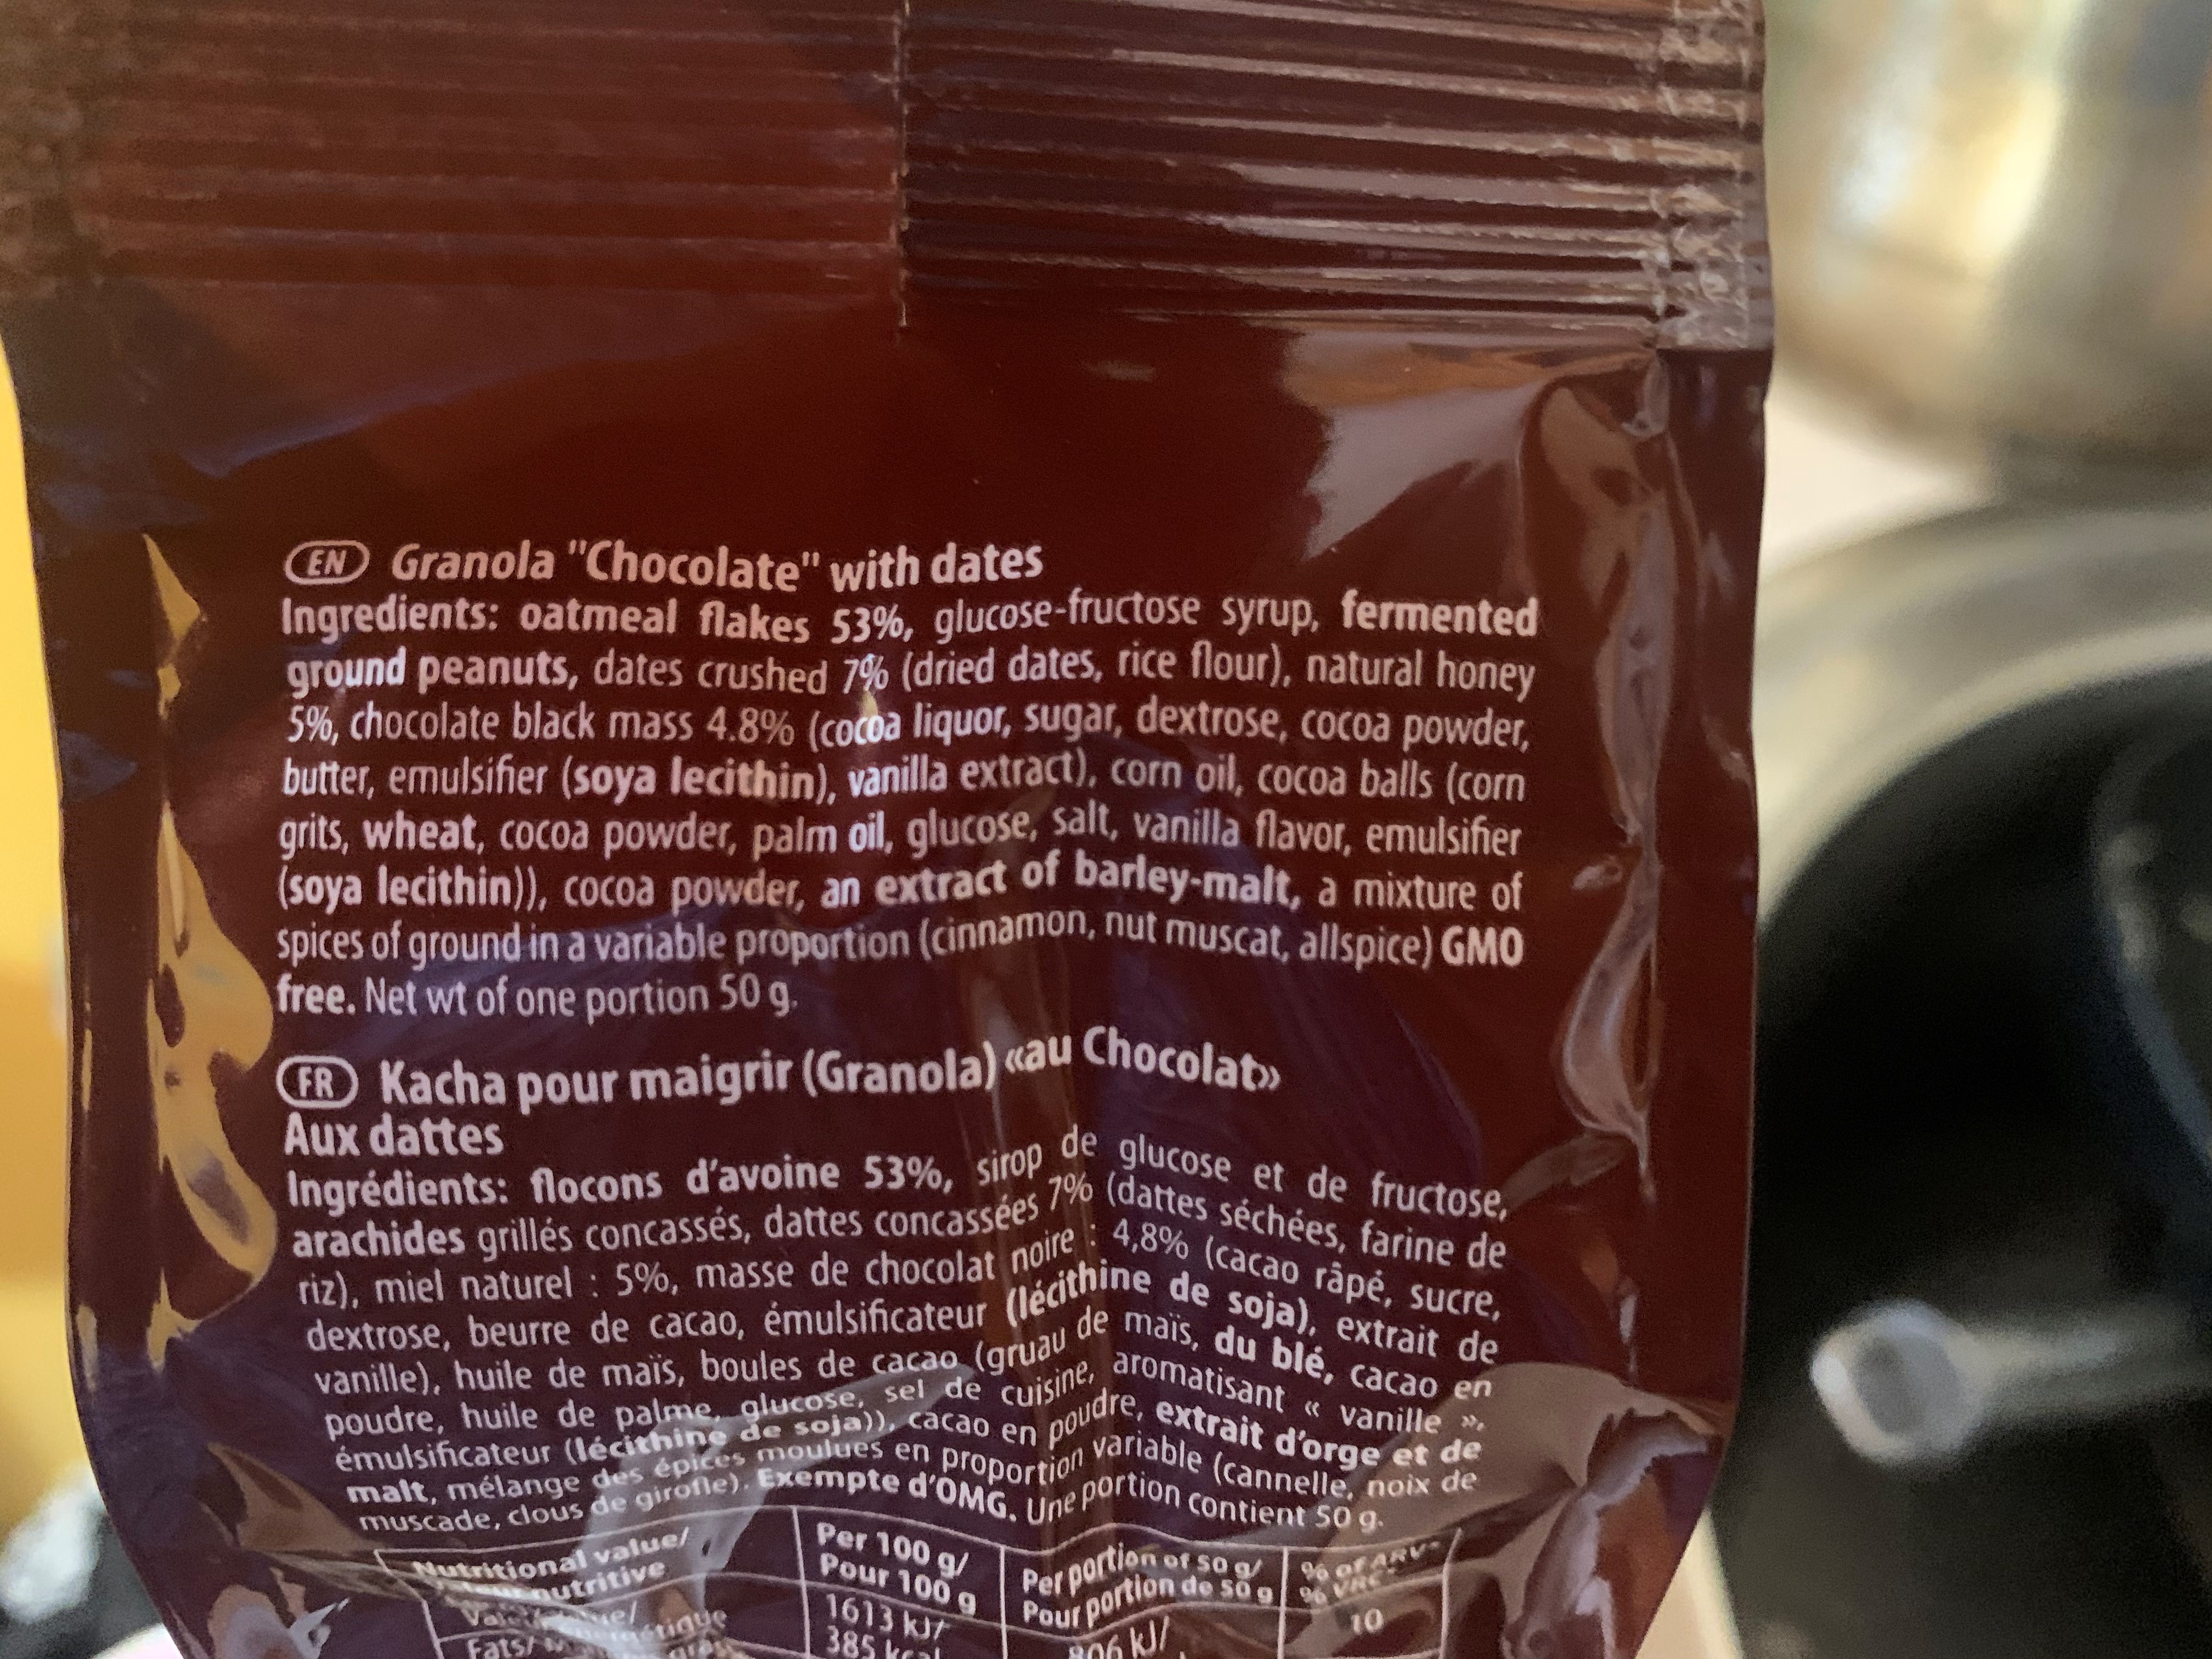 EN Granola "Chocolate" with dates
Ingredients: oatmeal flakes 53%, glucose-fructose syrup, fermented
ground peanuts, dates crushed 7% (dried dates, rice flour), natural honey
5%, chocolate black mass 4.8% (cocoa liquor, sugar, dextrose, cocoa powder,
butter, emulsifier (soya lecithin), vanilla extract), corn oil, cocoa balls (corn
grits, wheat, cocoa powder, palm oil, glucose, salt, vanilla flavor, emulsifier
(soya lecithin)), cocoa powder, an extract of barley-malt, a mixture of
spices of ground in a variable proportion (cinnamon, nut muscat, allspice) GMO
free. Net wt of one portion 50 g.
FR Kacha pour maigrir (Granola) «au Chocolat»
Aux dattes
Ingrédients: flocons d'avoine 53%, sirop de glucose et de fructose,
arachides grillés concassés, dattes concassées 7% (dattes séchées, farine de
riz), miel naturel : 5%, masse de chocolat noire : 4,8% (cacao râpé, sucre,
dextrose, beurre de cacao, émulsificateur (lécithine de soja), extrait de
vanille), huile de maïs, boules de cacao (gruau de maïs, du blé, cacao en
poudre, huile de palme, glucose, sel de cuisine, aromatisant « vanille »,
émulsificateur (lécithine de soja)), cacao en poudre, extrait d'orge et de
malt, mélange des épices moulues en proportion variable (cannelle, noix de
muscade, clous de girofle). Exempte d'OMG. Une portion contient 50 g.
Nutritional value/ Per 100 g/ Per portion of 50 g/ % of ARV*
nutritive Pour 100 g Pour portion de 50 g % VRC*
1613 kJ/ 806 kJ/ 10
Fats/ 385 kcal